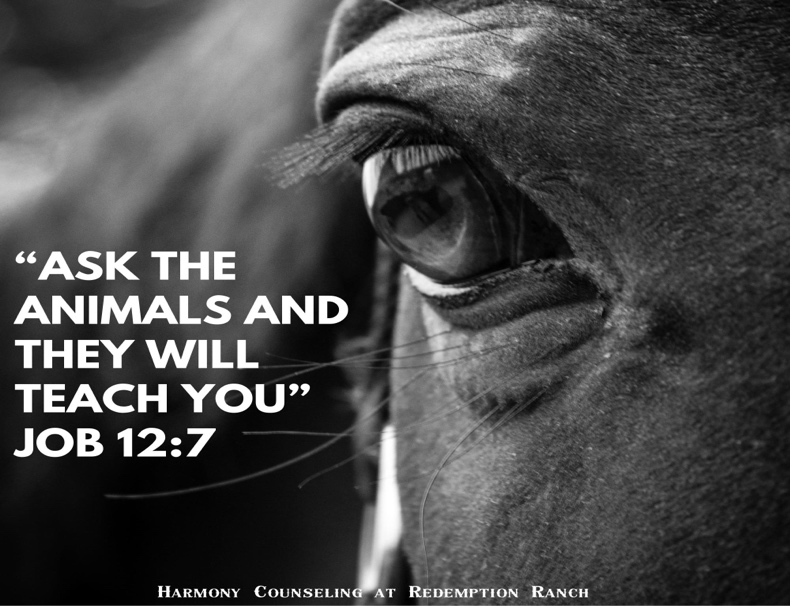 “ASK THE
ANIMALS AND
THEY WILL
TEACH YOU”
JOB 12:7
Harmony Counseling at Redemption Ranch